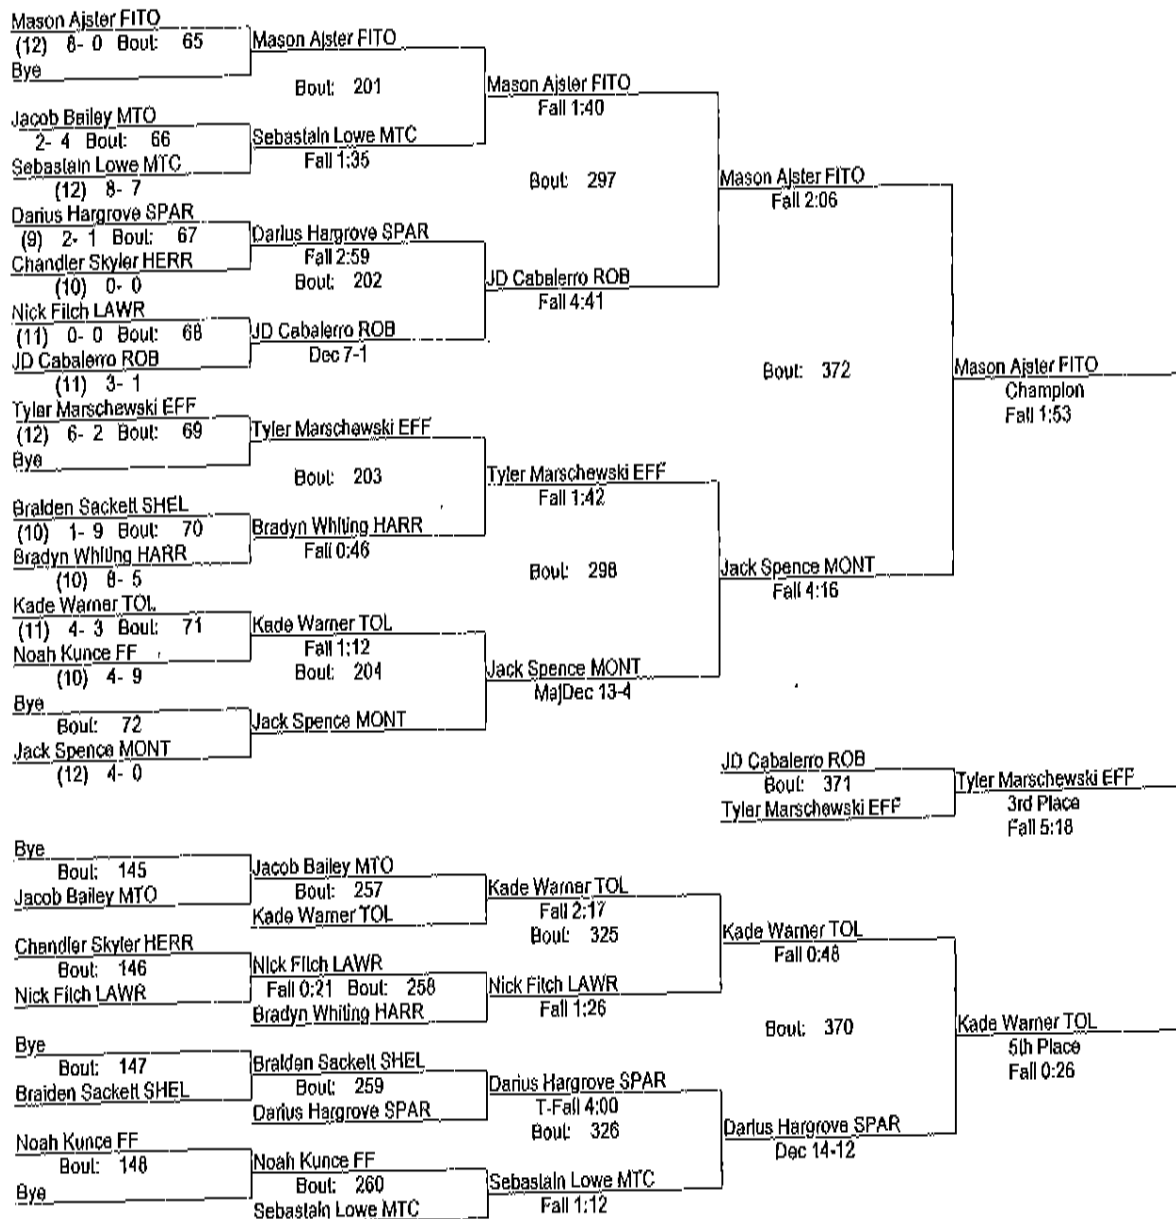 Mason Ajster FITO
(12) 8- 0 Bout: 65
Bye
Mason Ajster FITO
Bout: 201
Mason Ajster FITO
Fall 1:40
Jacob Bailey MTO
2- 4 Bout: 66
Sebastain Lowe MTC
(12) 8- 7
Sebastain Lowe MTC
Fall 1:35
Bout: 297
Mason Ajster FITO
Fall 2:06
Darius Hargrove SPAR
(9) 2- 1 Bout: 67
Chandler Skyler HERR
(10) 0- 0
Darius Hargrove SPAR
Fall 2:59
Bout: 202
JD Cabalerro ROB
Fall 4:41
Nick Fitch LAWR
(11) 0- 0 Bout: 68
JD Cabalerro ROB
(11) 3- 1
JD Cabalerro ROB
Dec 7-1
Bout: 372
Mason Ajster FITO
Champion
Fall 1:53
Tyler Marschewski EFF
(12) 6- 2 Bout: 69
Bye
Tyler Marschewski EFF
Bout: 203
Tyler Marschewski EFF
Fall 1:42
Braiden Sackett SHEL
(10) 1- 9 Bout: 70
Bradyn Whiting HARR
(10) 8- 5
Bradyn Whiting HARR
Fall 0:46
Bout: 298
Jack Spence MONT
Fall 4:16
Kade Warner TOL
(11) 4- 3 Bout: 71
Noah Kunce FF
(10) 4- 9
Kade Warner TOL
Fall 1:12
Bout: 204
Jack Spence MONT
MajDec 13-4
Bye
Bout: 72
Jack Spence MONT
(12) 4- 0
Jack Spence MONT
JD Cabalerro ROB
Bout: 371
Tyler Marschewski EFF
Tyler Marschewski EFF
3rd Place
Fall 5:18
Bye
Bout: 145
Jacob Bailey MTO
Jacob Bailey MTO
Bout: 257
Kade Warner TOL
Kade Warner TOL
Fall 2:17
Bout: 325
Kade Warner TOL
Fall 0:48
Chandler Skyler HERR
Bout: 146
Nick Fitch LAWR
Nick Fitch LAWR
Fall 0:21 Bout: 258
Bradyn Whiting HARR
Nick Fitch LAWR
Fall 1:26
Bout: 370
Kade Warner TOL
5th Place
Fall 0:26
Bye
Bout: 147
Braiden Sackett SHEL
Braiden Sackett SHEL
Bout: 259
Darius Hargrove SPAR
Darius Hargrove SPAR
T-Fall 4:00
Bout: 326
Darius Hargrove SPAR
Dec 14-12
Noah Kunce FF
Bout: 148
Bye
Noah Kunce FF
Bout: 260
Sebastain Lowe MTC
Sebastain Lowe MTC
Fall 1:12